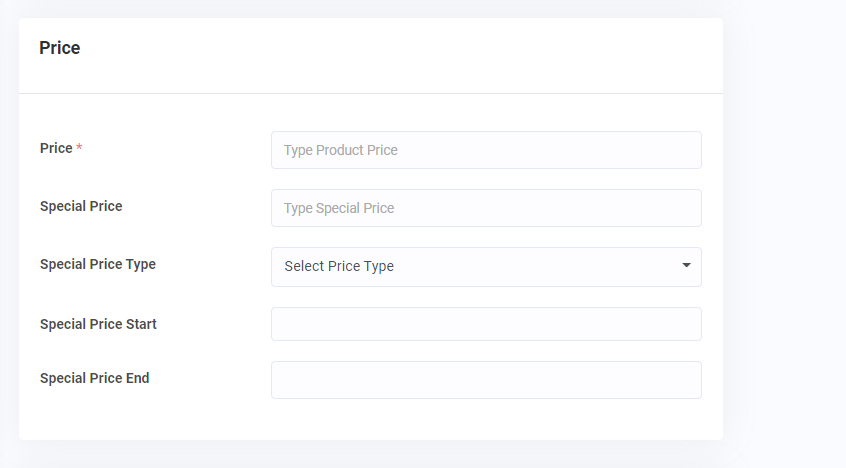 Price
Price * Type Product Price
Special Price Type Special Price
Special Price Type Select Price Type
Special Price Start
Special Price End